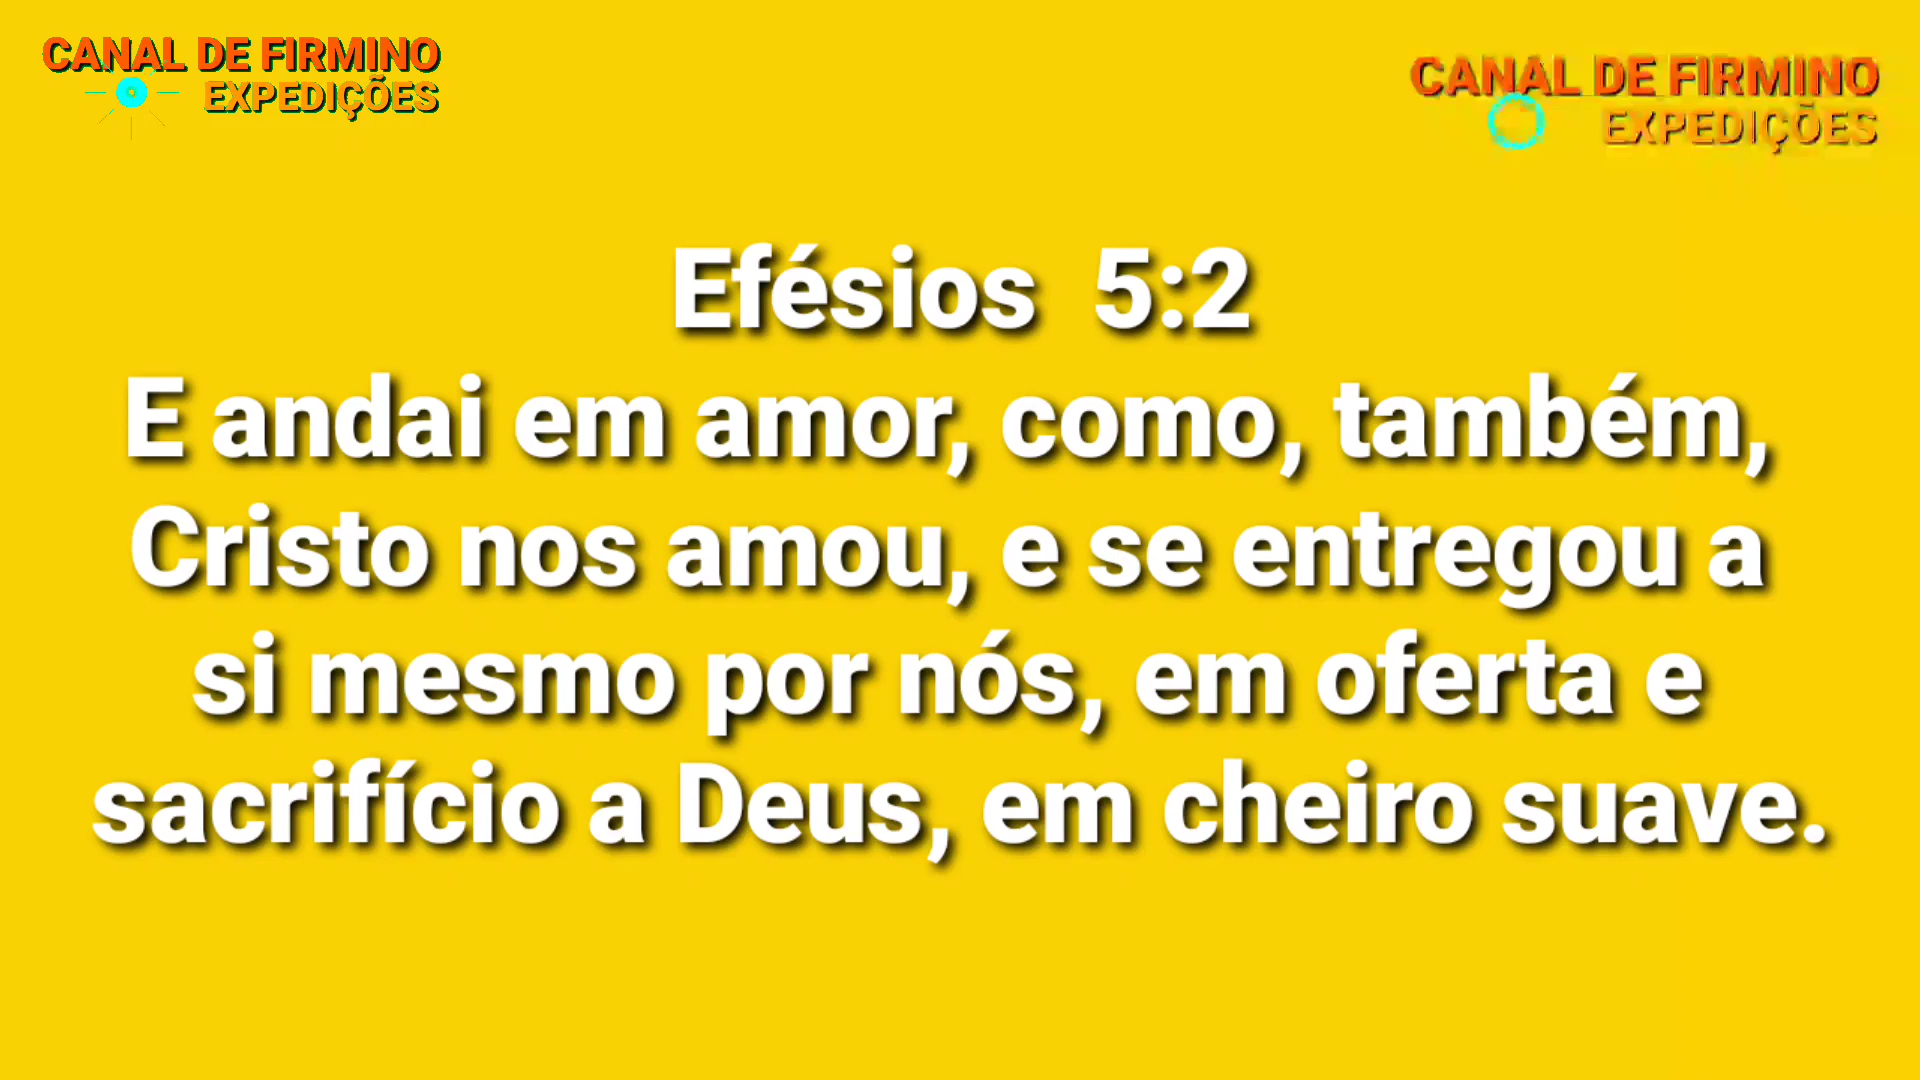 CANAL DE FIRMINO
EXPEDIÇÕES
CANAL DE FIRMINO
EXPEDIÇÕES
Efésios 5:2
E andai em amor, como, também,
Cristo nos amou, e se entregou a
si mesmo por nós, em oferta e
sacrifício a Deus, em cheiro suave.